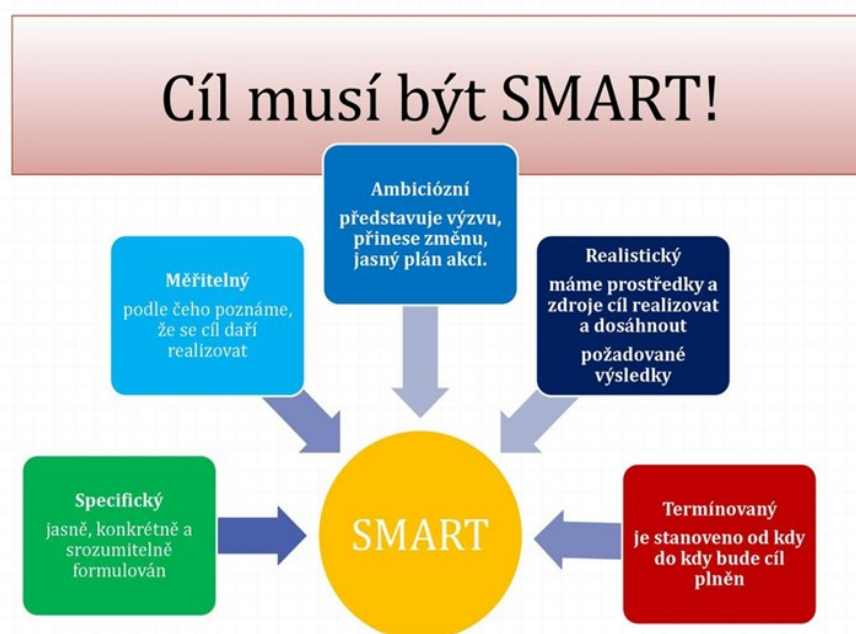 Cíl musí být SMART!
Ambiciózní
představuje výzvu,
přinese změnu,
jasný plán akcí.
Měřitelný
podle čeho poznáme,
že se cíl daří
realizovat
Realistický
máme prostředky a
zdroje cíl realizovat
a dosáhnout
požadované
výsledky
Specifický
jasně, konkrétně a
srozumitelně
formulován
SMART
Termínovaný
je stanoveno od kdy
do kdy bude cíl
plněn